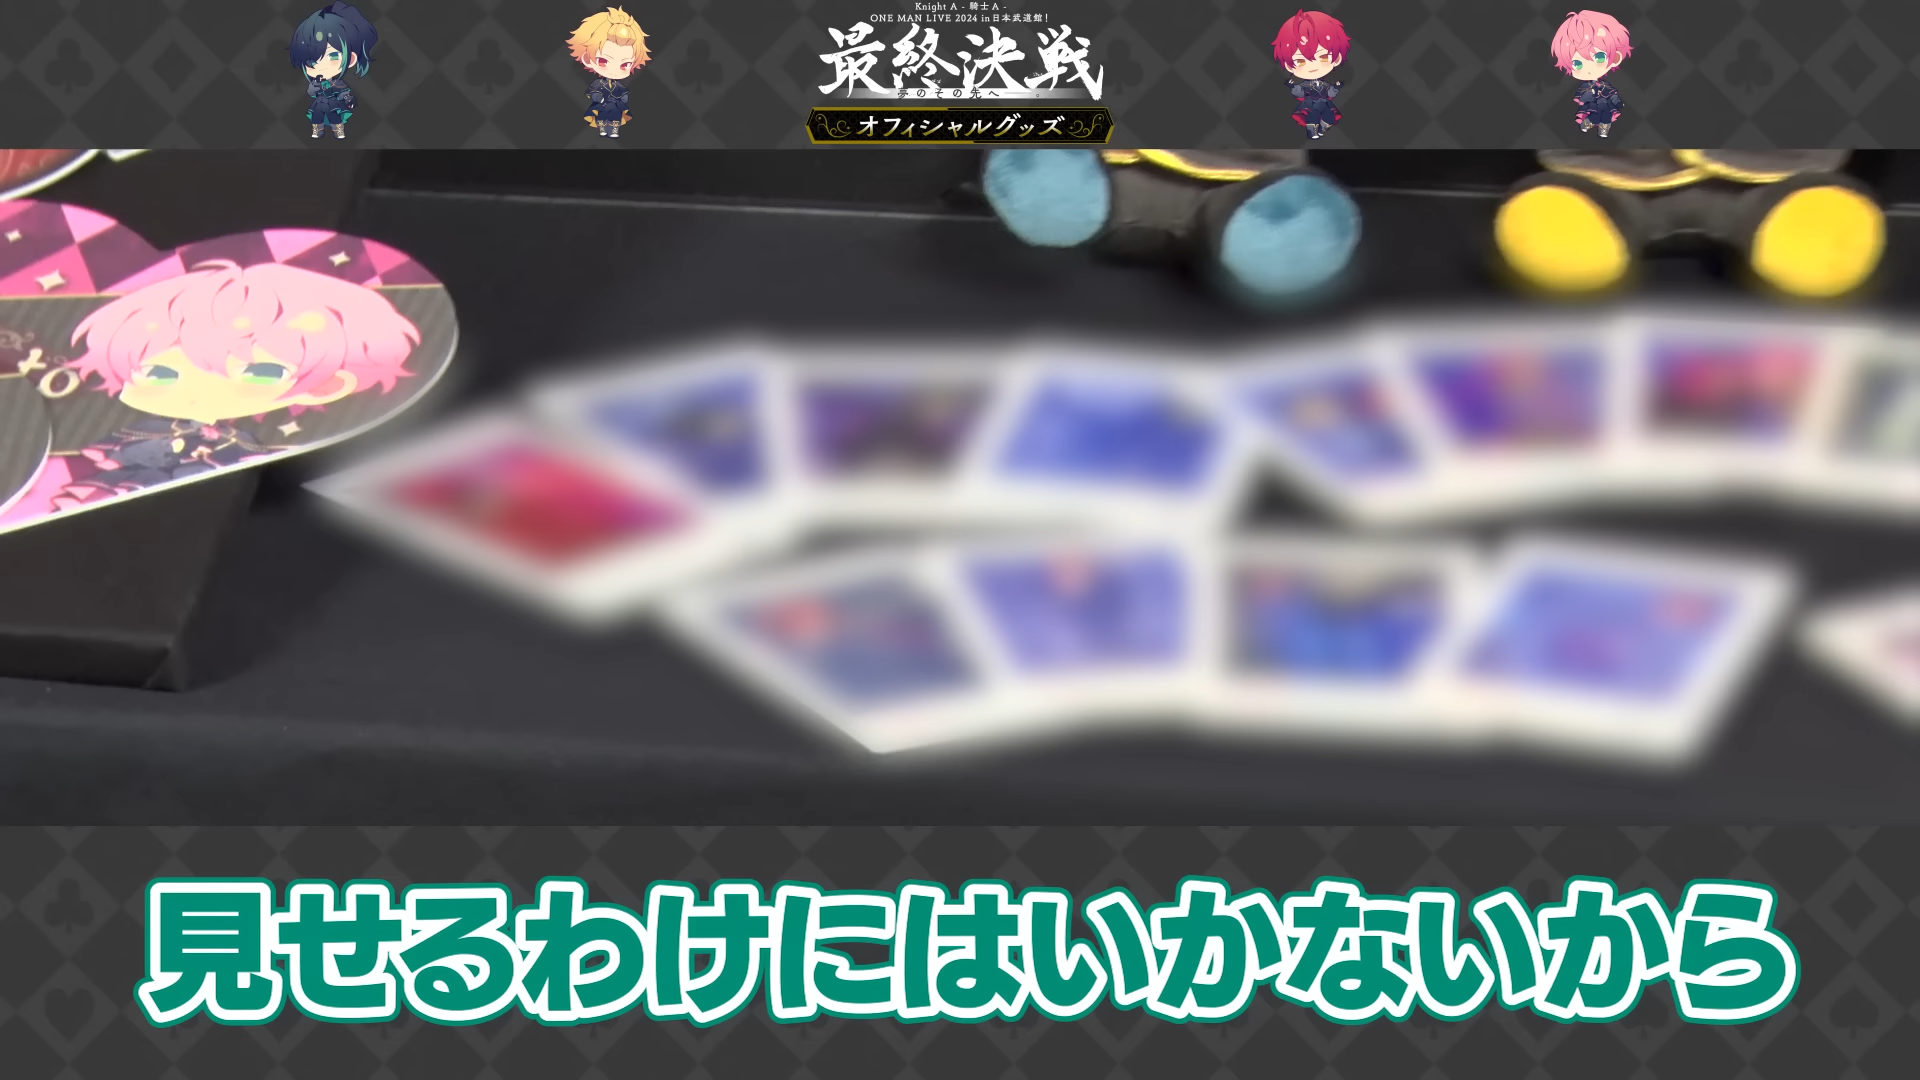 Knight A - 騎士A -
ONE MAN LIVE 2024 in 日本武道館!
最終決戦
夢のその先へ
オフィシャルグッズ
見せるわけにはいかないから